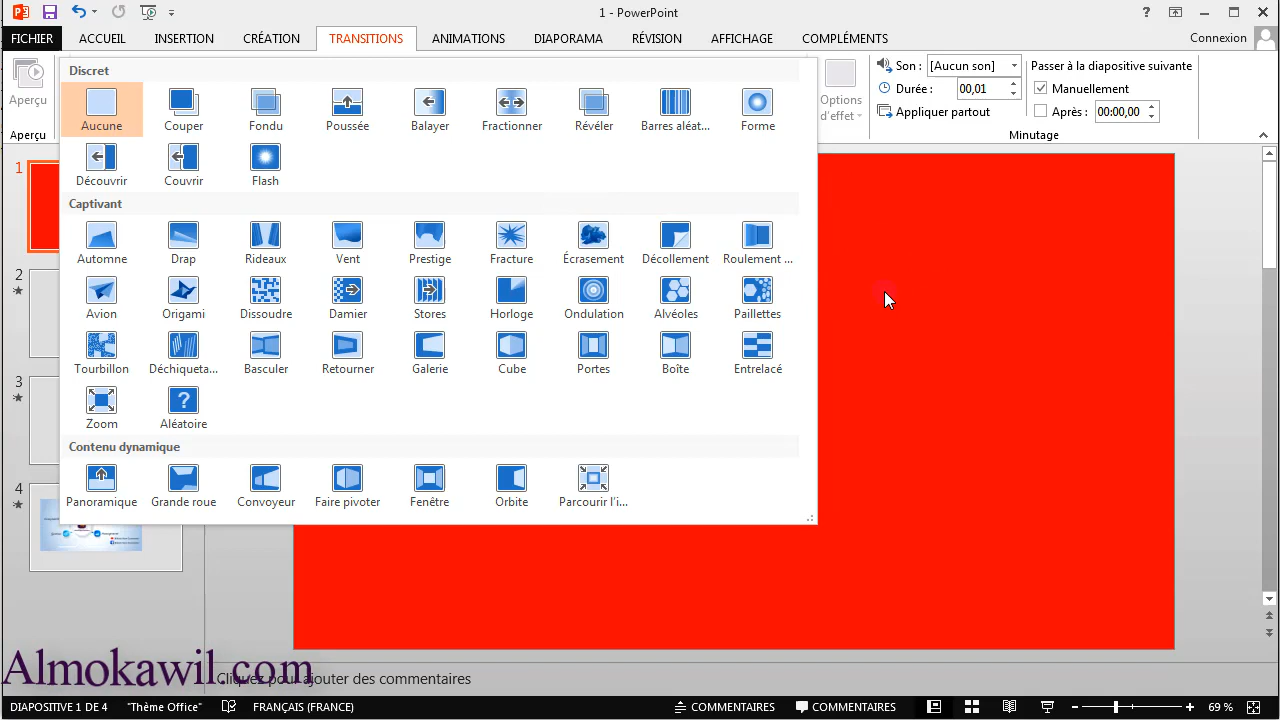 1 - PowerPoint
?
FICHIER ACCUEIL INSERTION CRÉATION TRANSITIONS ANIMATIONS DIAPORAMA RÉVISION AFFICHAGE COMPLÉMENTS Connexion
Aperçu
Aperçu
Discret
Aucune Couper Fondu Poussée Balayer Fractionner Révéler Barres aléat... Forme
Découvrir Couvrir Flash
Captivant
Automne Drap Rideaux Vent Prestige Fracture Écrasement Décollement Roulement ...
Avion Origami Dissoudre Damier Stores Horloge Ondulation Alvéoles Paillettes
Tourbillon Déchiqueta... Basculer Retourner Galerie Cube Portes Boîte Entrelacé
Zoom Aléatoire
Contenu dynamique
Panoramique Grande roue Convoyeur Faire pivoter Fenêtre Orbite Parcourir l'i...
Options
d'effet
Son : [Aucun son]
Durée : 00,01
Appliquer partout
Passer à la diapositive suivante
Manuellement
Après : 00:00,00
Minutage
1
2
3
4
Almokawil.com
Cliquez pour ajouter des commentaires
DIAPOSITIVE 1 DE 4 "Thème Office" FRANÇAIS (FRANCE) COMMENTAIRES COMMENTAIRES 69 %